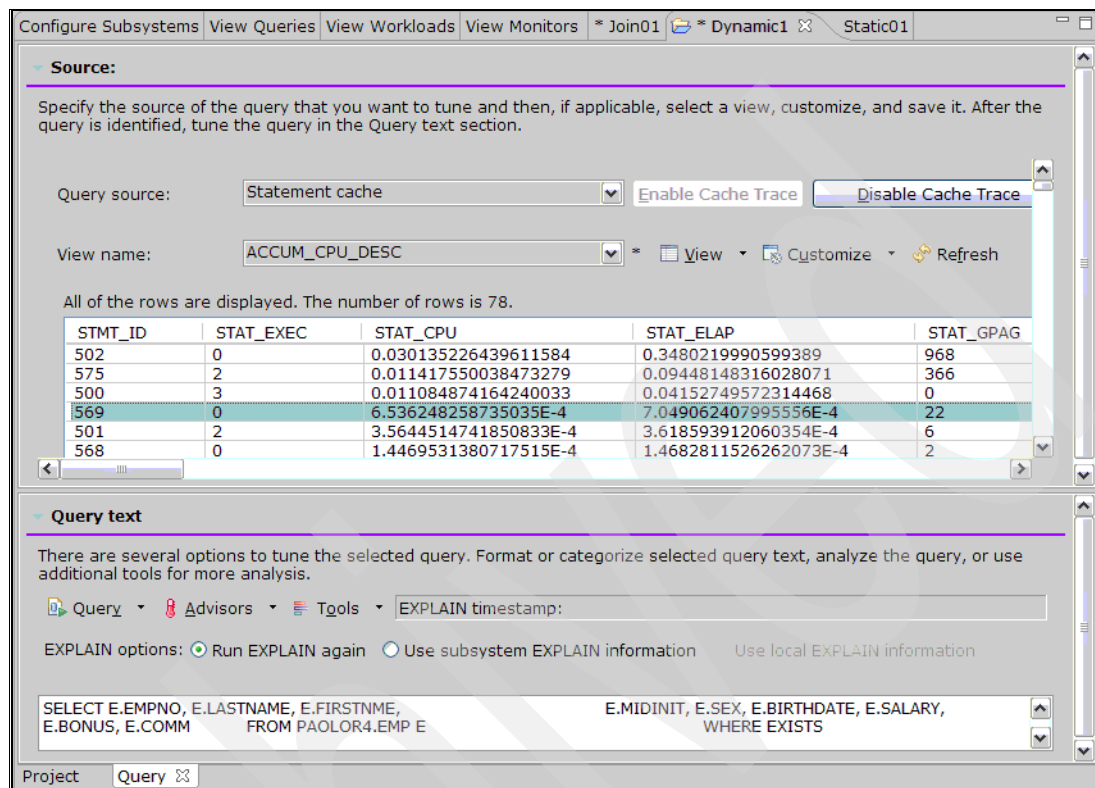 Configure Subsystems View Queries View Workloads View Monitors * Join01 * Dynamic1 Static01
Source:
Specify the source of the query that you want to tune and then, if applicable, select a view, customize, and save it. After the
query is identified, tune the query in the Query text section.
Query source: Statement cache Enable Cache Trace Disable Cache Trace
View name: ACCUM_CPU_DESC * View Customize Refresh
All of the rows are displayed. The number of rows is 78.
STMT_ID STAT_EXEC STAT_CPU STAT_ELAP STAT_GPAG
502 0 0.030135226439611584 0.3480219990599389 968
575 2 0.011417550038473279 0.09448148316028071 366
500 3 0.011084874164240033 0.04152749572314468 0
569 0 6.536248258735035E-4 7.049062407995556E-4 22
501 2 3.5644514741850833E-4 3.618593912060354E-4 6
568 0 1.4469531380717515E-4 1.4682811526262073E-4 2
Query text
There are several options to tune the selected query. Format or categorize selected query text, analyze the query, or use
additional tools for more analysis.
Query Advisors Tools EXPLAIN timestamp:
EXPLAIN options: Run EXPLAIN again Use subsystem EXPLAIN information Use local EXPLAIN information
SELECT E.EMPNO, E.LASTNAME, E.FIRSTNME, E.MIDINIT, E.SEX, E.BIRTHDATE, E.SALARY,
E.BONUS, E.COMM FROM PAOLOR4.EMP E WHERE EXISTS
Project Query